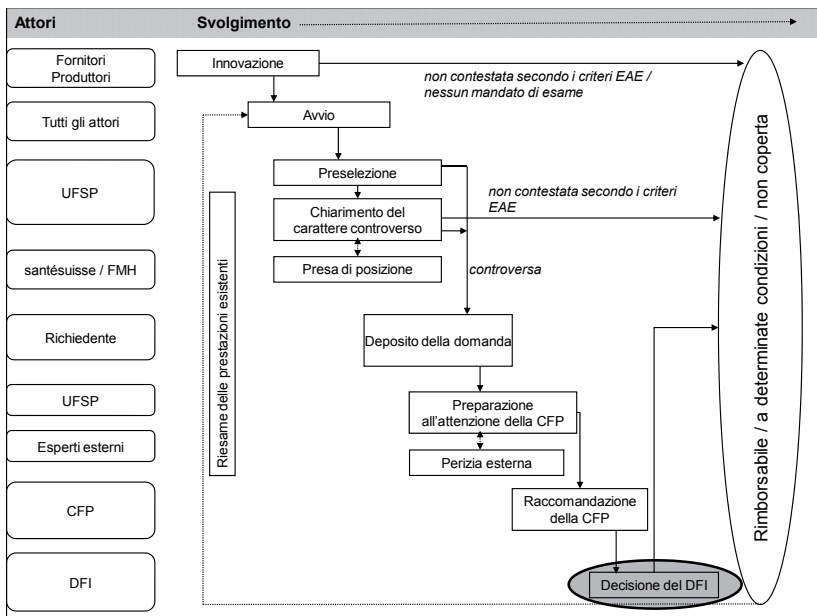 Attori
Svolgimento
Fornitori
Produttori
Innovazione
non contestata secondo i criteri EAE /
nessun mandato di esame
Tutti gli attori
Avvio
UFSP
Preselezione
non contestata secondo i criteri
EAE
Chiarimento del
carattere controverso
santésuisse / FMH
Presa di posizione
controversa
Richiedente
Deposito della domanda
UFSP
Preparazione
all'attenzione della CFP
Esperti esterni
Perizia esterna
CFP
Raccomandazione
della CFP
DFI
Decisione del DFI
Riesame delle prestazioni esistenti
Rimborsabile / a determinate condizioni / non coperta